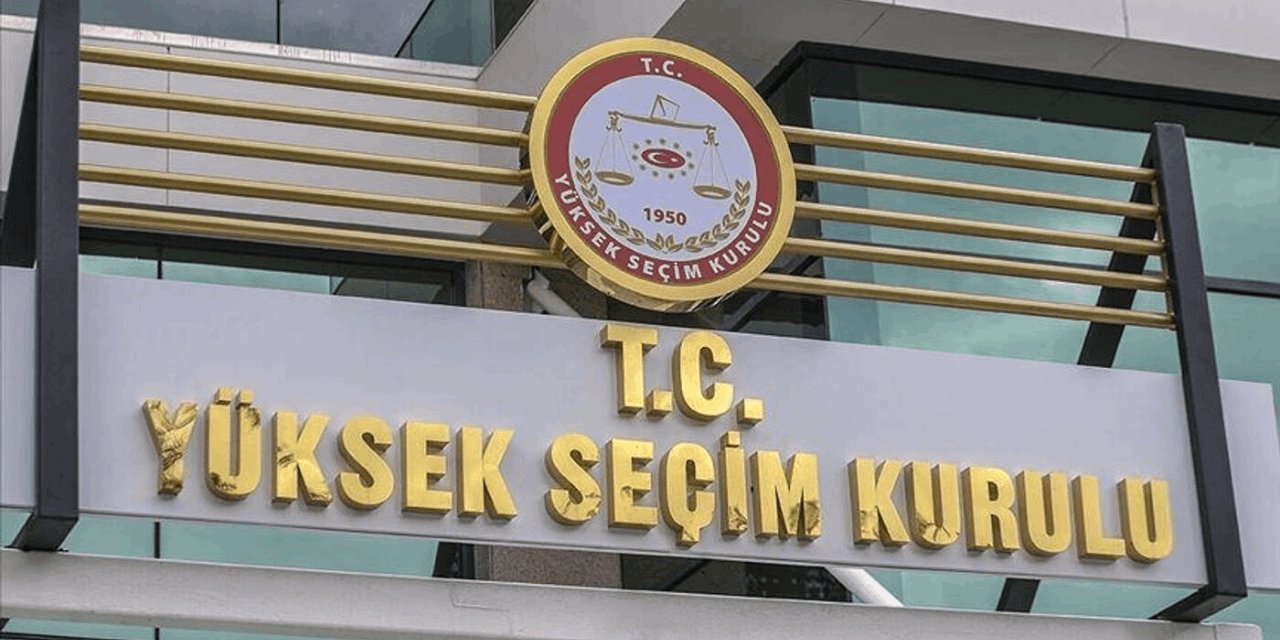 T.C.
1950
YÜKSEK SEÇİM KURULU
T.C.
YÜKSEK SEÇİM KURULU